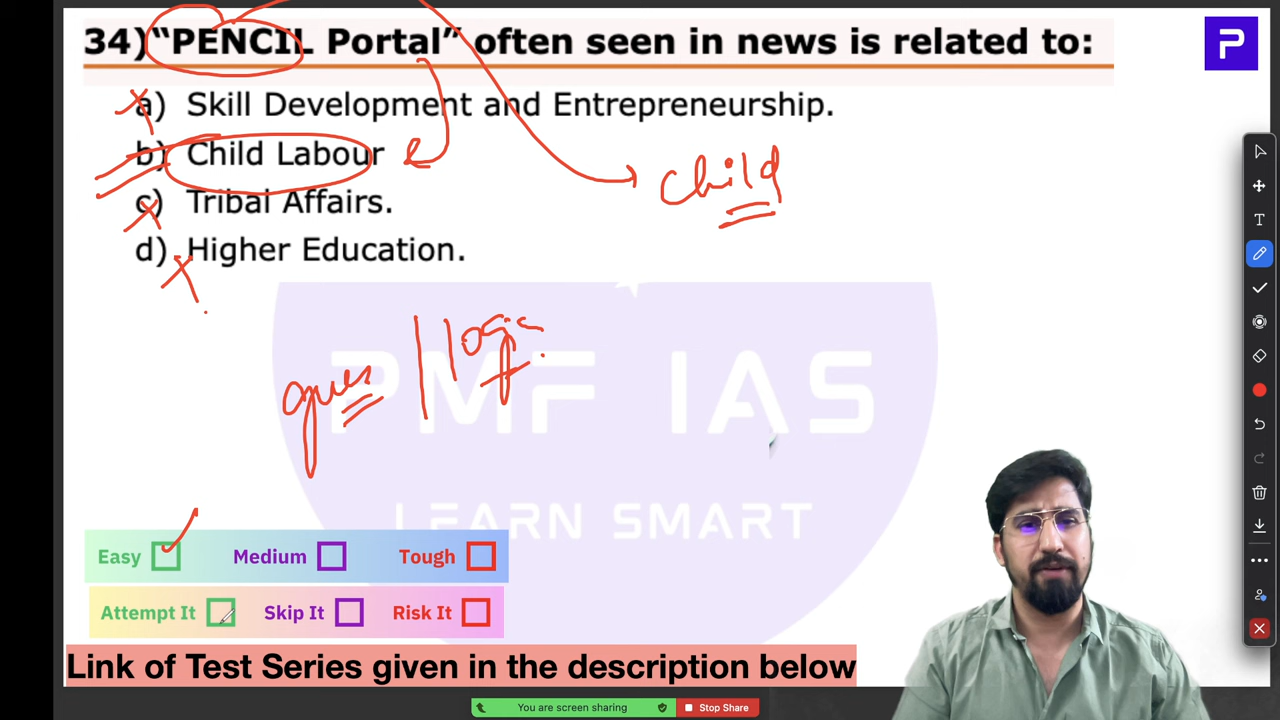 34) “PENCIL Portal” often seen in news is related to:
P
a) Skill Development and Entrepreneurship.
b) Child Labour
child
c) Tribal Affairs.
d) Higher Education.
gues logic
PMF IAS
LEARN SMART
Easy Medium Tough
Attempt It Skip It Risk It
Link of Test Series given in the description below
You are screen sharing Stop Share
T